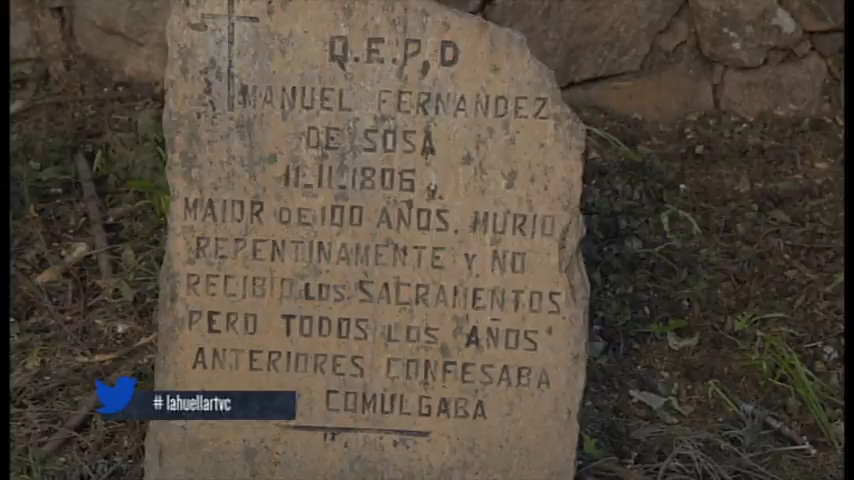 Q.E.P.D
MANUEL FERNANDEZ
DE SOSA
11.11.1806
MAIOR DE 100 AÑOS. MURIO
REPENTINAMENTE Y NO
RECIBIO LOS SACRAMENTOS
PERO TODOS LOS AÑOS
ANTERIORES CONFESABA
COMULGABA
# lahuellartvc